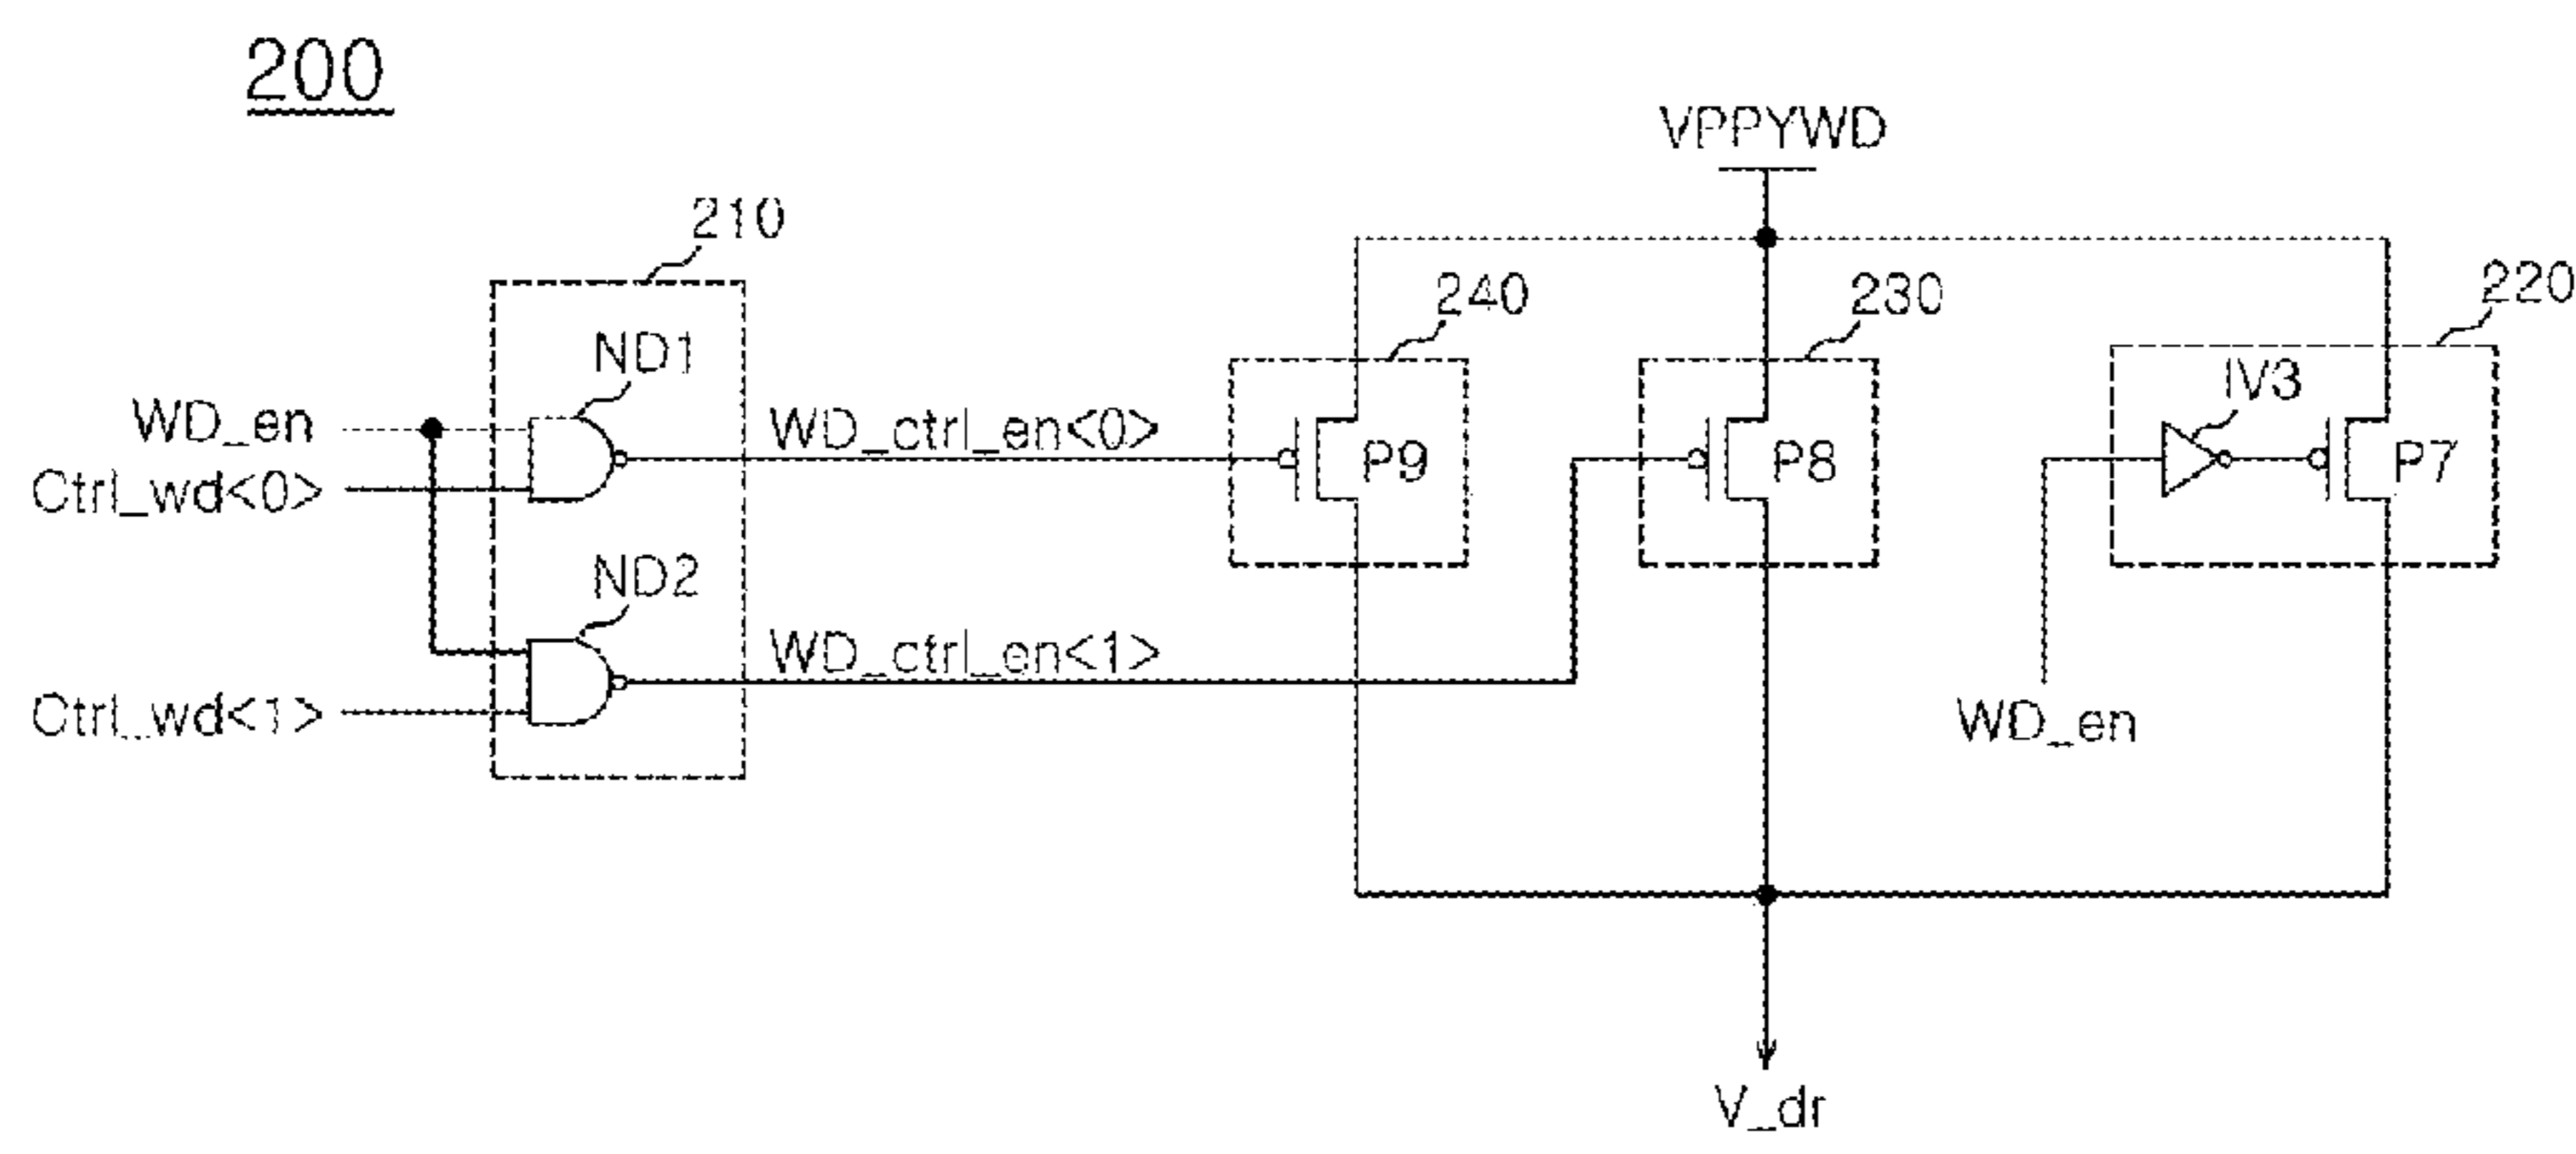 200
VPPYWD
210
240
230
220
ND1
IV3
WD_en
WD_ctrl_en<0>
P9
P8
P7
Ctrl_wd<0>
ND2
WD_ctrl_en<1>
Ctrl_wd<1>
WD_en
V_dr